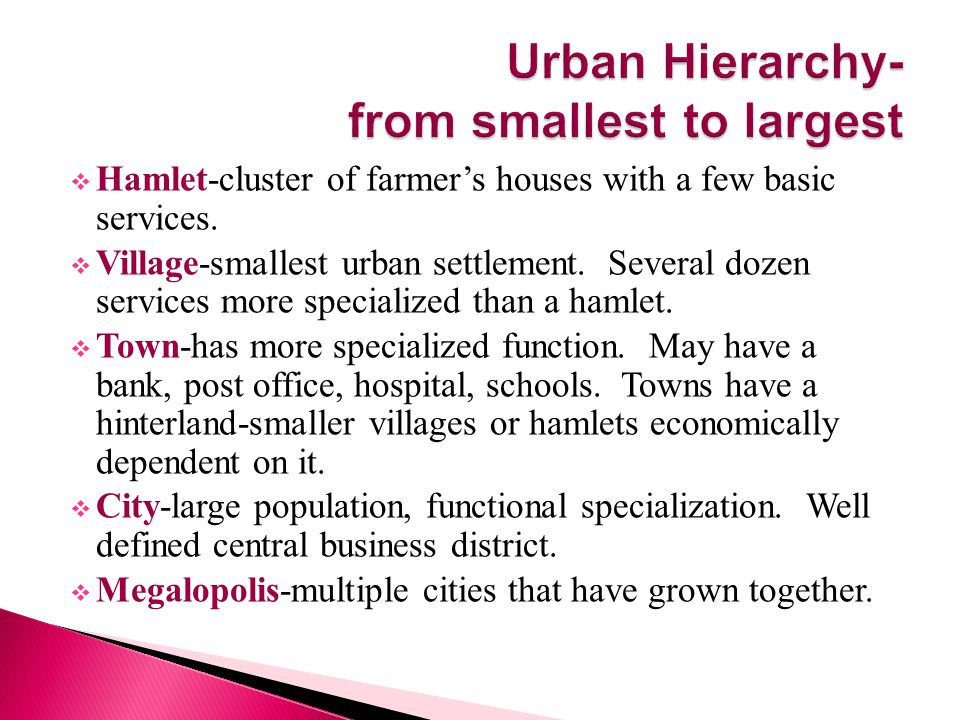 Urban Hierarchy-
from smallest to largest
❖ Hamlet-cluster of farmer’s houses with a few basic
services.
❖ Village-smallest urban settlement.  Several dozen
services more specialized than a hamlet.
❖ Town-has more specialized function.  May have a
bank, post office, hospital, schools.  Towns have a
hinterland-smaller villages or hamlets economically
dependent on it.
❖ City-large population, functional specialization.  Well
defined central business district.
❖ Megalopolis-multiple cities that have grown together.